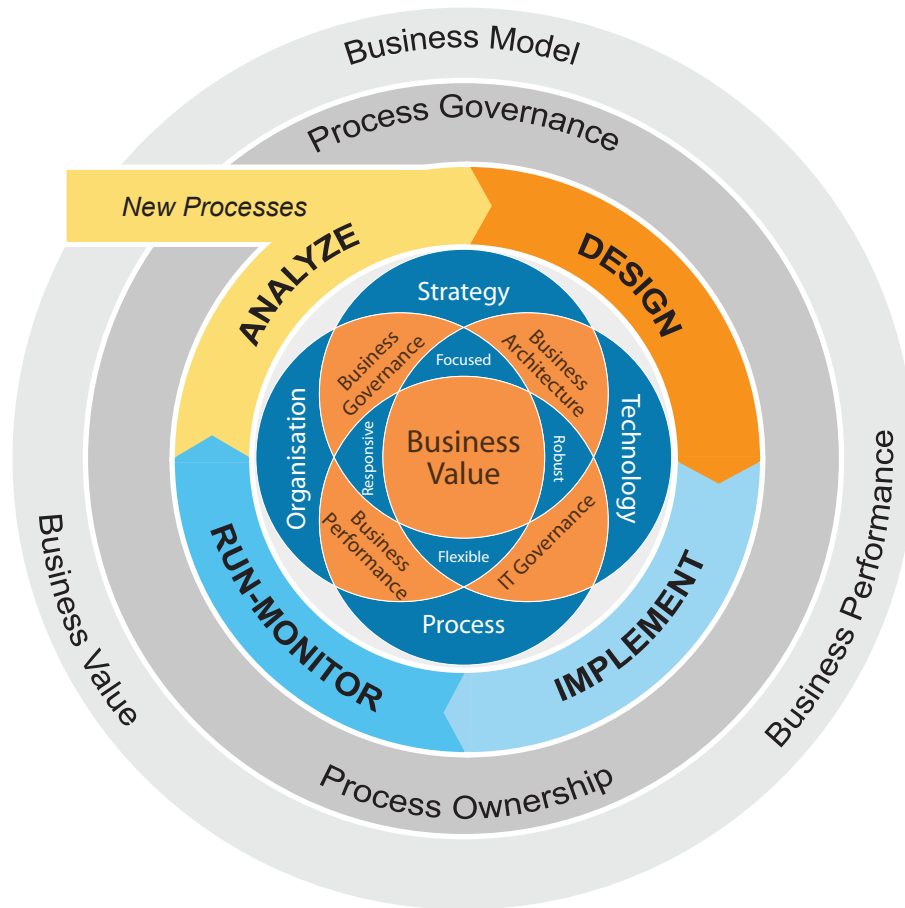 Business Model
Process Governance
New Processes
ANALYZE
DESIGN
Strategy
Business
Governance
Focused
Business
Architecture
Organisation
Responsive
Business
Value
Robust
Technology
Business
Performance
Flexible
IT Governance
Process
RUN-MONITOR
IMPLEMENT
Business Value
Business Performance
Process Ownership